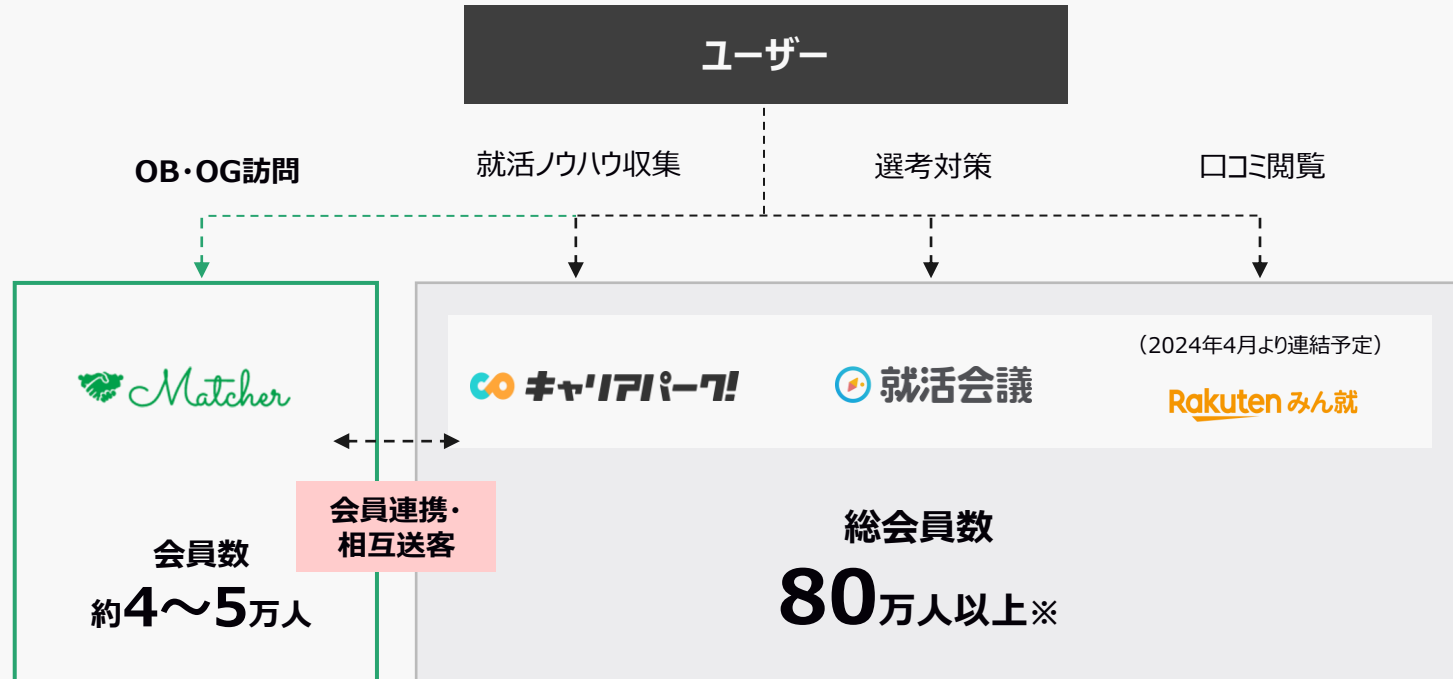 ユーザー
OB・OG訪問
就活ノウハウ収集
選考対策
口コミ閲覧
Matcher
キャリアパーク!
就活会議
（2024年4月より連結予定）
Rakuten みん就
会員連携・
相互送客
会員数
約4～5万人
総会員数
80万人以上※